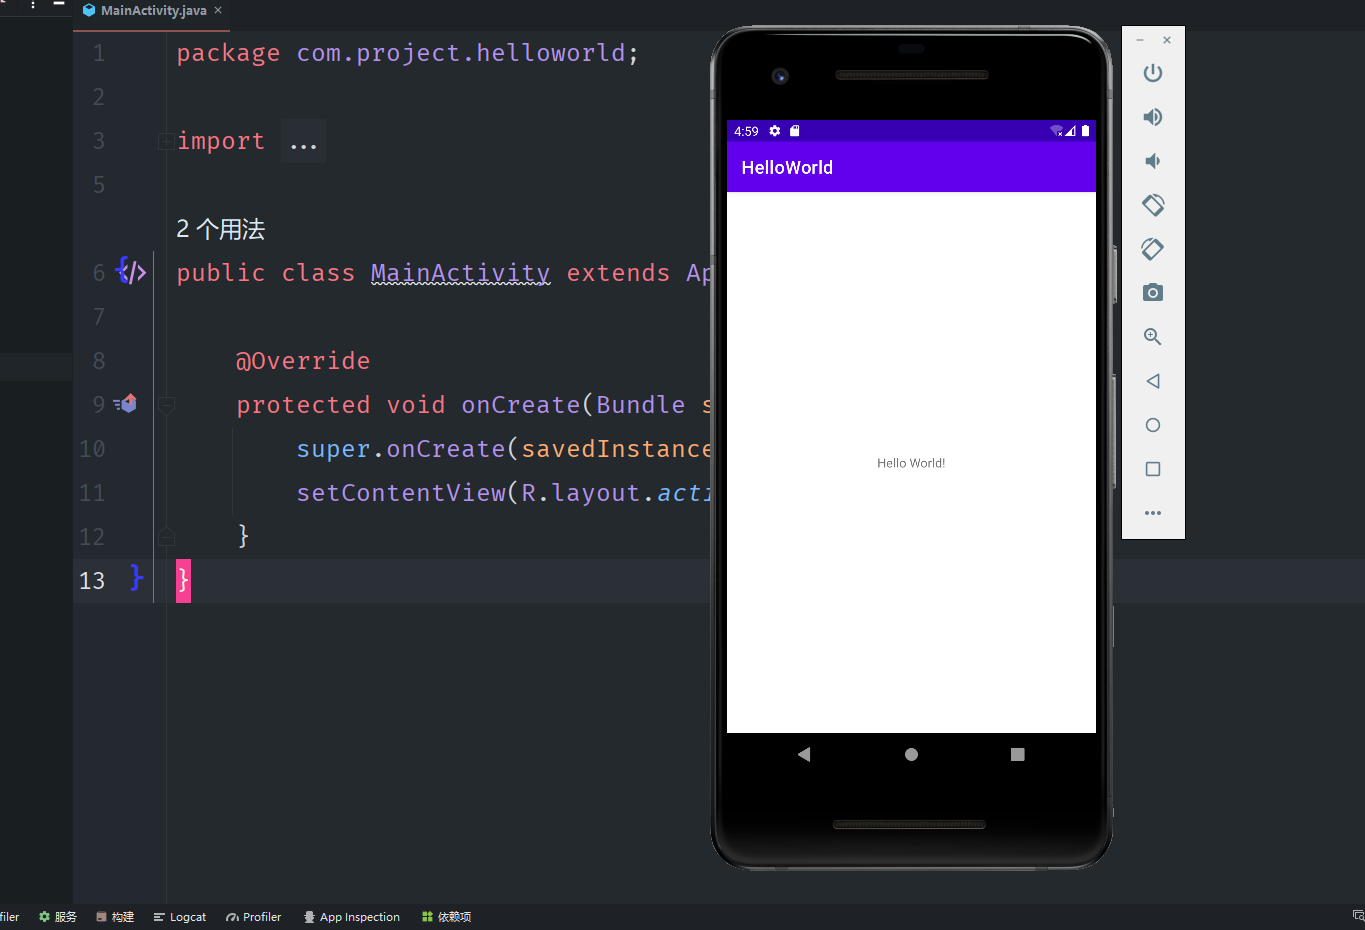 MainActivity.java
1 package com.project.helloworld;
2
3 import ...
5
2 个用法
6 public class MainActivity extends Ap
7
8 @Override
9 protected void onCreate(Bundle s
10 super.onCreate(savedInstance
11 setContentView(R.layout.acti
12 }
13 }
4:59
HelloWorld
Hello World!
filer 服务 构建 Logcat Profiler App Inspection 依赖项